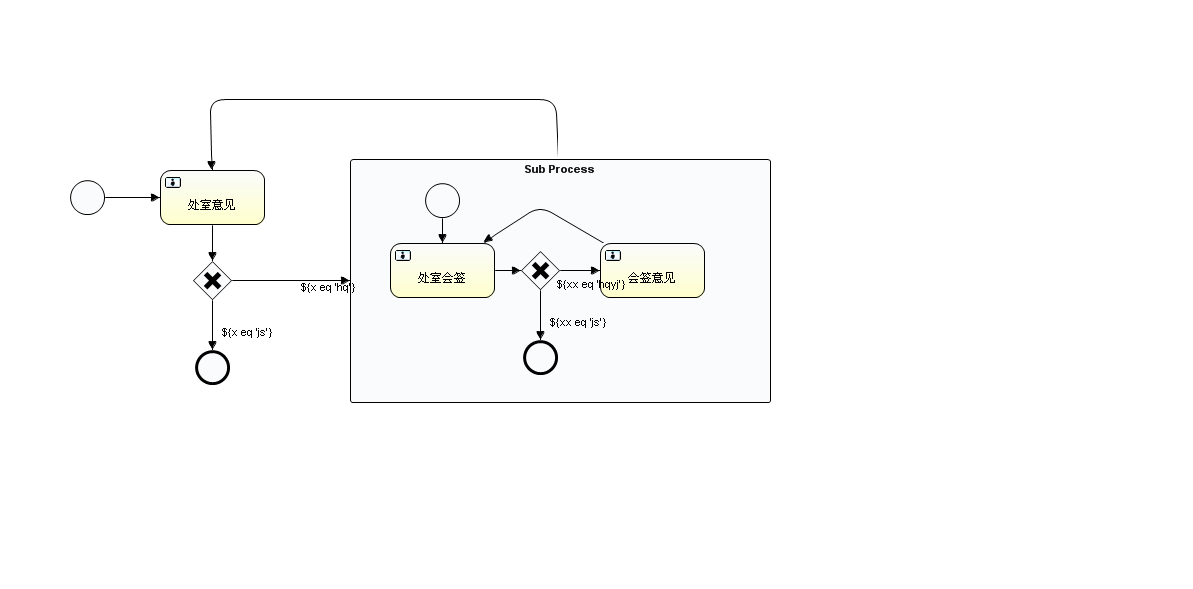 Sub Process
处室意见
处室会签
会签意见
${x eq 'hq'}
${xx eq 'hqyj'}
${xx eq 'js'}
${x eq 'js'}